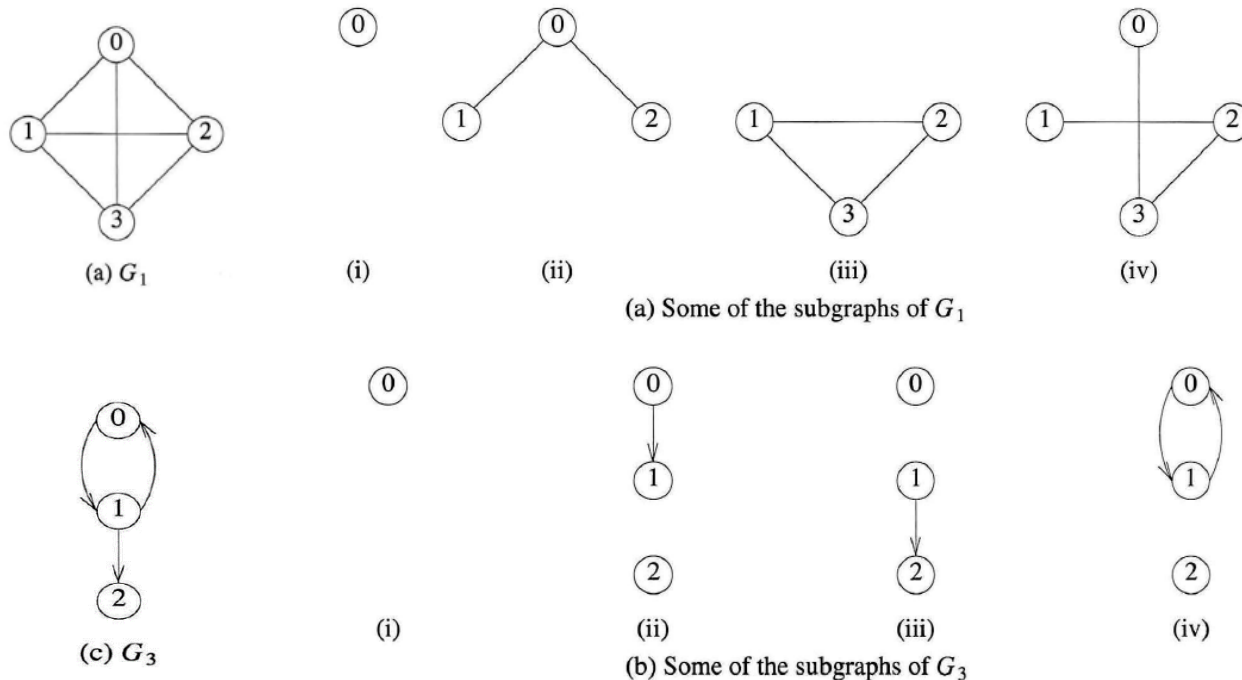 0
1 2
3
(a) G1
0
(i)
0
1 2
(ii)
1 2
3
(iii)
0
1 2
3
(iv)
(a) Some of the subgraphs of G1
0
1
2
(c) G3
0
(i)
0
1
2
(ii)
0
1
2
(iii)
0
1
2
(iv)
(b) Some of the subgraphs of G3